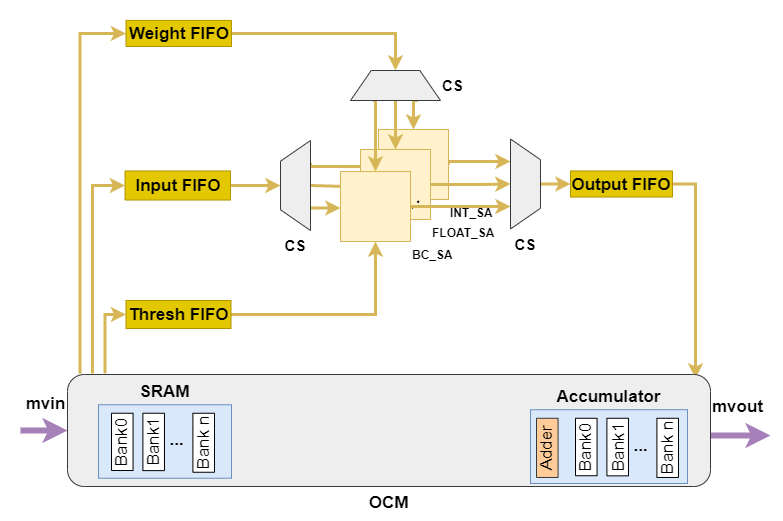 Weight FIFO
CS
Input FIFO
CS
Output FIFO
CS
INT_SA
FLOAT_SA
BC_SA
Thresh FIFO
mvin
SRAM
Bank0
Bank1
...
Bank n
Accumulator
Adder
Bank0
Bank1
...
Bank n
mvout
OCM